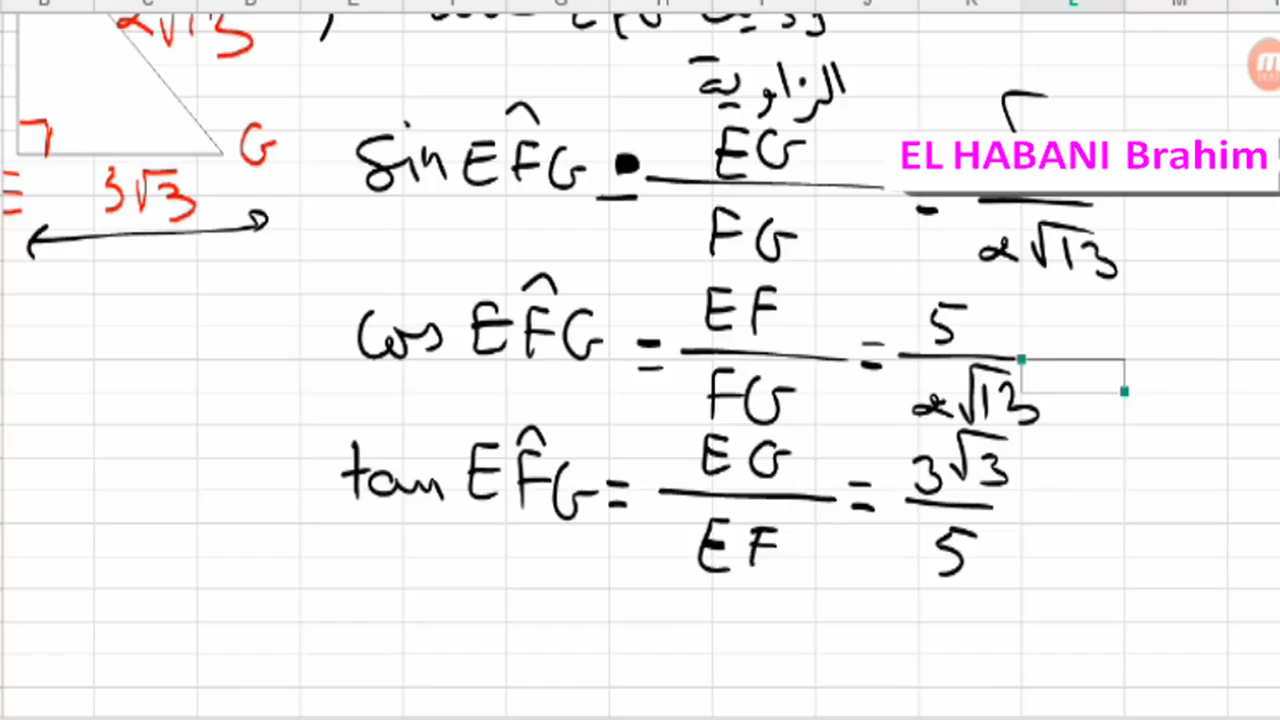 2√13
الزاوية
sin EF̂G = EG / FG = / 2√13
EL HABANI Brahim
G
3√3
cos EF̂G = EF / FG = 5 / 2√13
tan EF̂G = EG / EF = 3√3 / 5